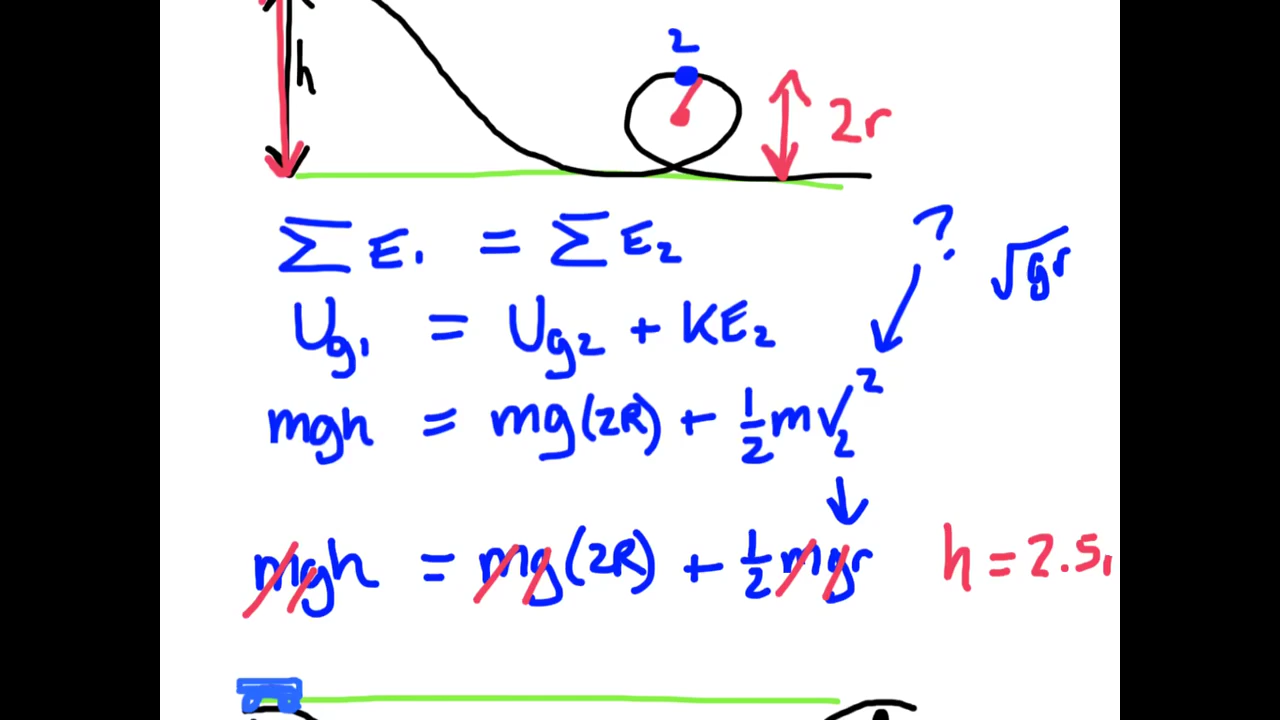 2
h
2r
ΣE₁ = ΣE₂
?
√gr
Ug₁ = Ug₂ + KE₂
mgh = mg(2R) + ½mv₂²
mgh = mg(2R) + ½mgr
h = 2.5